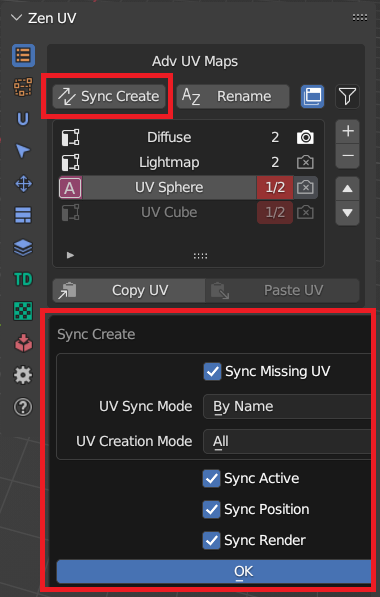 Zen UV
Adv UV Maps
Sync Create
AZ Rename
Diffuse 2
Lightmap 2
A UV Sphere 1/2
UV Cube 1/2
Copy UV Paste UV
U
TD
Sync Create
Sync Missing UV
UV Sync Mode By Name
UV Creation Mode All
Sync Active
Sync Position
Sync Render
OK